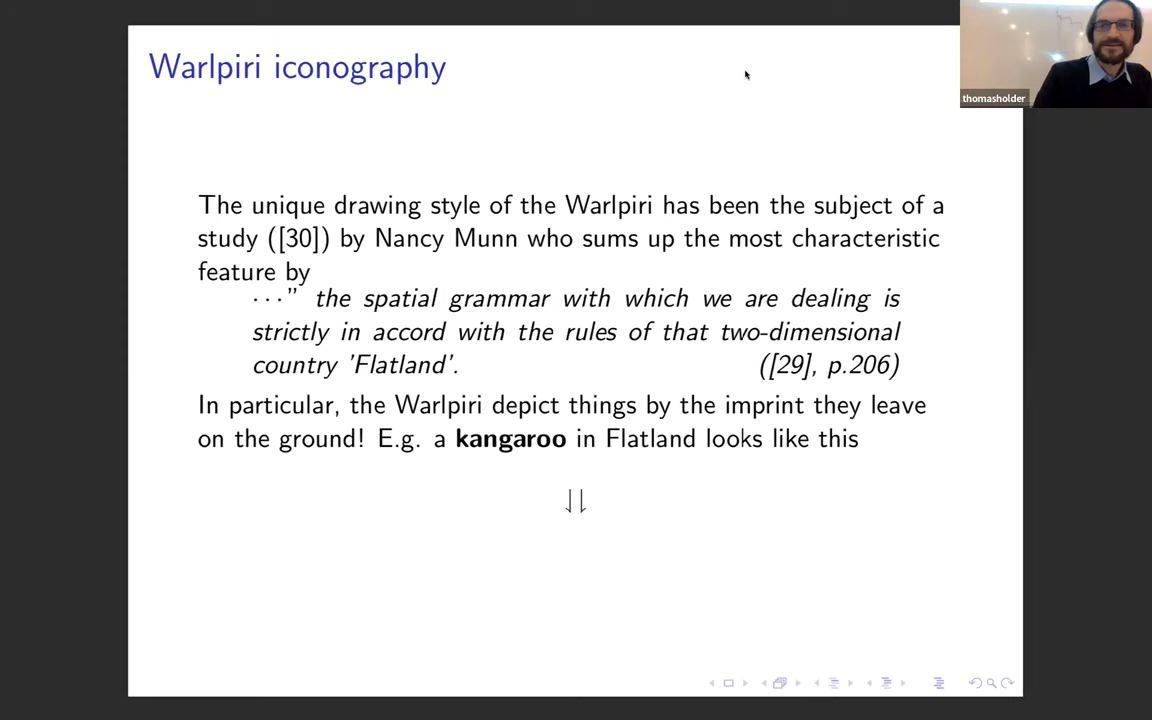 Warlpiri iconography
thomasholder
The unique drawing style of the Warlpiri has been the subject of a
study ([30]) by Nancy Munn who sums up the most characteristic
feature by
···” the spatial grammar with which we are dealing is
strictly in accord with the rules of that two-dimensional
country 'Flatland'. ([29], p.206)
In particular, the Warlpiri depict things by the imprint they leave
on the ground! E.g. a kangaroo in Flatland looks like this
⇃⇂